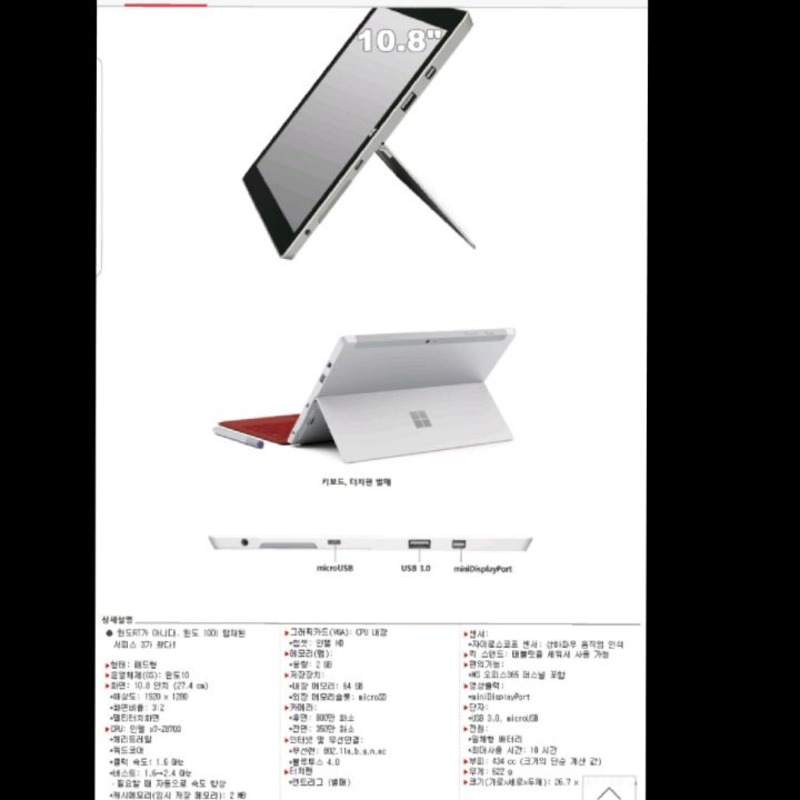 10.8"
키보드, 터치펜 별매
microUSB
USB 3.0
miniDisplayPort
상세설명
● 윈도RT가 아니다. 윈도 10이 탑재된
서피스 3가 왔다!
형태: 패드형
운영체제(OS): 윈도10
화면: 10.8 인치 (27.4 cm)
•해상도: 1920 x 1280
•화면비율: 3:2
•멀티터치화면
CPU: 인텔 x7-Z8700
•체리트레일
•쿼드코어
•클럭 속도: 1.6 GHz
•버스트: 1.6→2.4 GHz
- 필요할 때 자동으로 속도 향상
•캐시메모리(임시 저장 메모리): 2 MB
그래픽카드(VGA): CPU 내장
•칩셋: 인텔 HD
메모리(램):
•용량: 2 GB
저장장치:
•내장 메모리: 64 GB
•외장 메모리슬롯: microSD
카메라:
•후면: 800만 화소
•전면: 350만 화소
인터넷 및 무선연결:
•무선랜: 802.11a,b,g,n,ac
•블루투스 4.0
터치펜
•엔트리그 (별매)
센서:
•자이로스코프 센서: 상하좌우 움직임 인식
킥 스탠드: 태블릿을 세워서 사용 가능
편의기능:
•MS 오피스365 퍼스널 포함
영상출력:
•miniDisplayPort
단자:
•USB 3.0, microUSB
전원:
•일체형 배터리
•최대사용 시간: 10 시간
부피: 434 cc (크기의 단순 계산 값)
무게: 622 g
크기(가로x세로x두께): 26.7 x